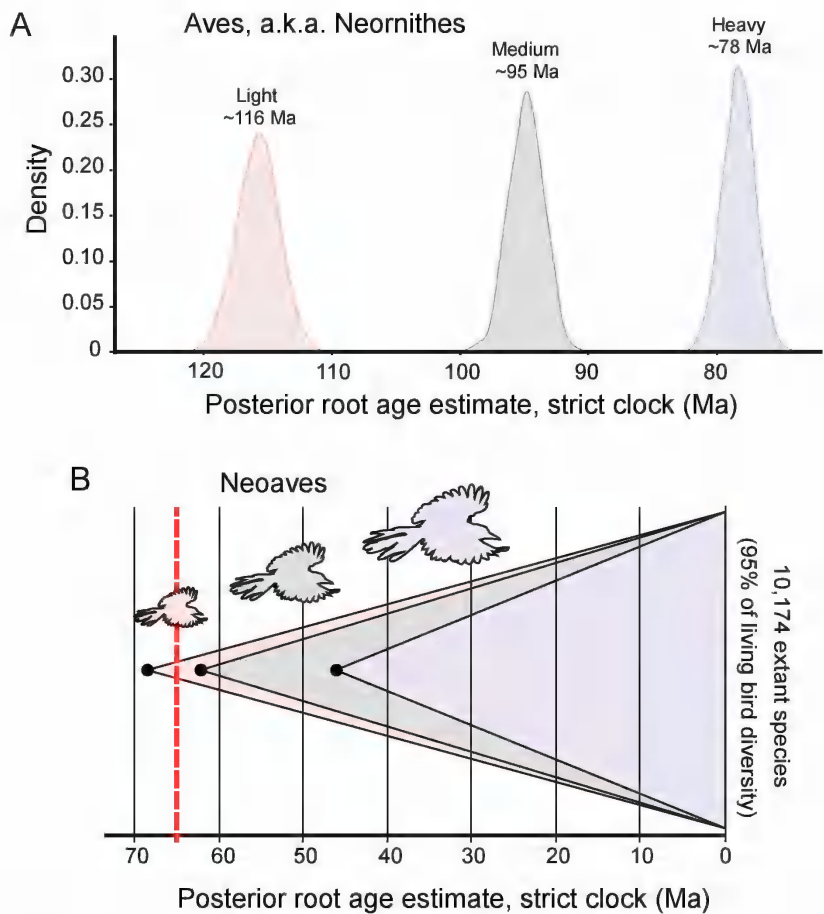 A
Aves, a.k.a. Neornithes
Light
~116 Ma
Medium
~95 Ma
Heavy
~78 Ma
0.30
0.25
0.20
0.15
0.10
0.05
0
Density
120 110 100 90 80
Posterior root age estimate, strict clock (Ma)
B
Neoaves
10,174 extant species
(95% of living bird diversity)
70 60 50 40 30 20 10 0
Posterior root age estimate, strict clock (Ma)